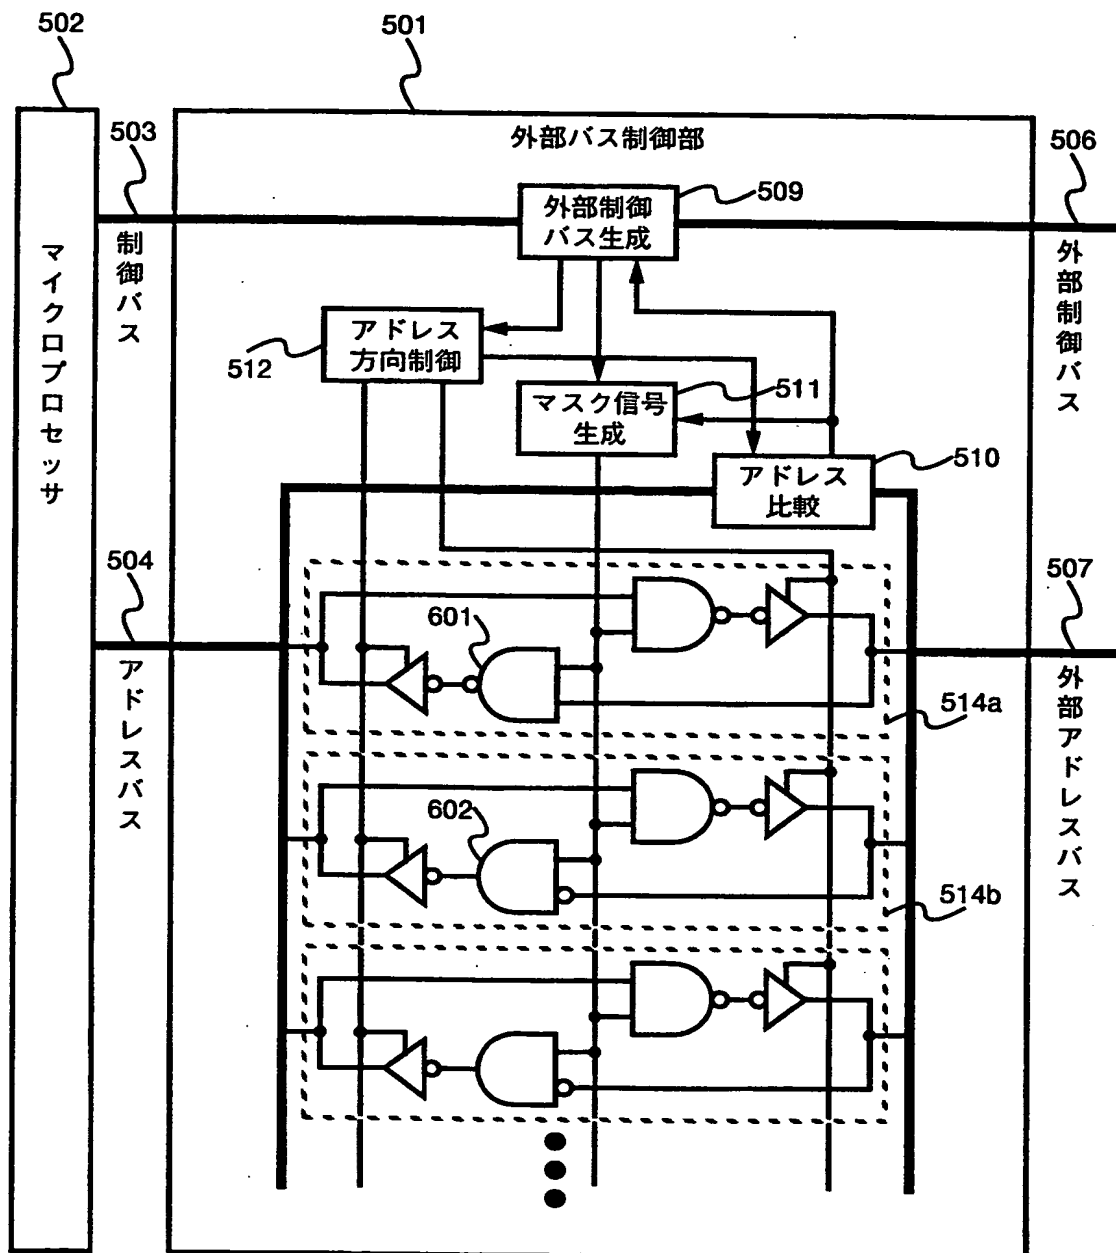 502
501
503
外部バス制御部
506
509
外部制御
バス生成
制御バス
外部制御バス
マイクロプロセッサ
アドレス
方向制御
512
511
マスク信号
生成
510
アドレス
比較
504
507
601
アドレスバス
外部アドレスバス
514a
602
514b